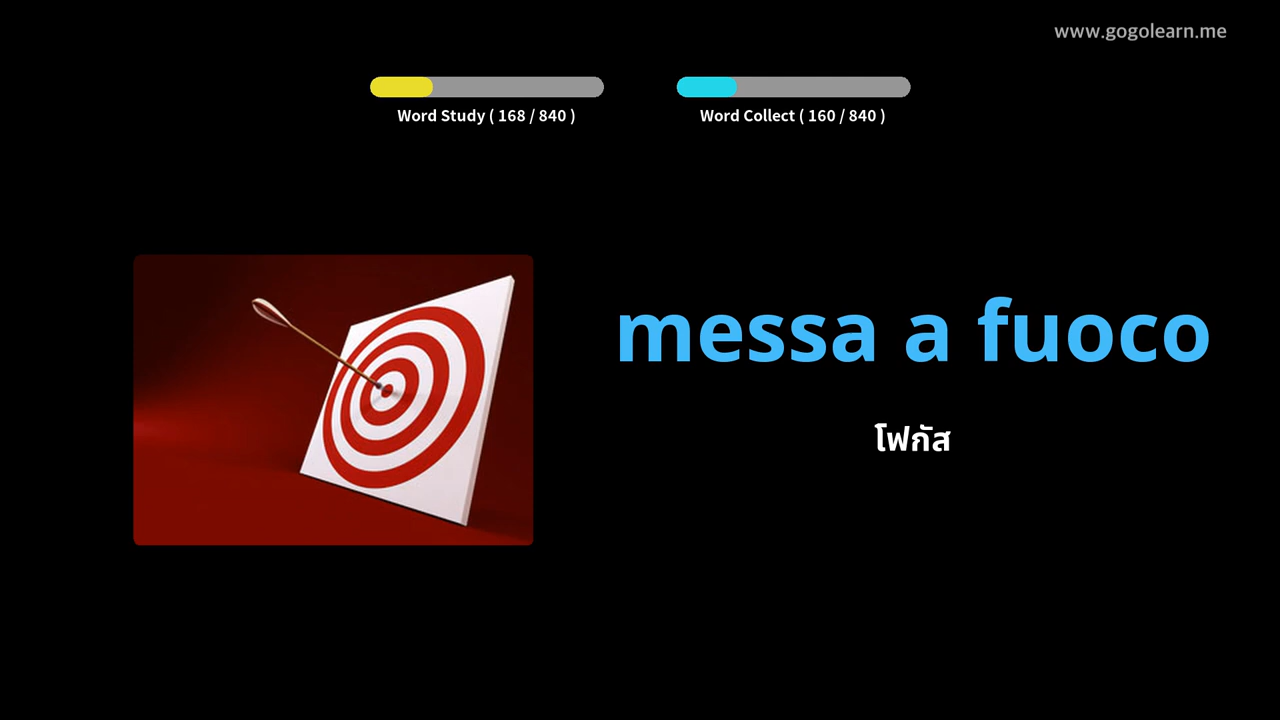 www.gogolearn.me
Word Study ( 168 / 840 )
Word Collect ( 160 / 840 )
messa a fuoco
โฟกัส